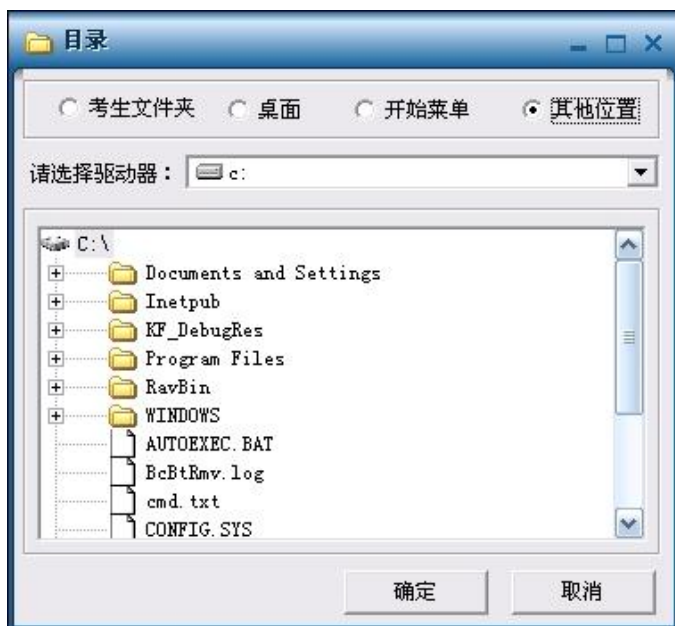 目录
考生文件夹 桌面 开始菜单 其他位置
请选择驱动器： c:
C:\
Documents and Settings
Inetpub
KF_DebugRes
Program Files
RavBin
WINDOWS
AUTOEXEC.BAT
BcBtRmv.log
cmd.txt
CONFIG.SYS
确定 取消